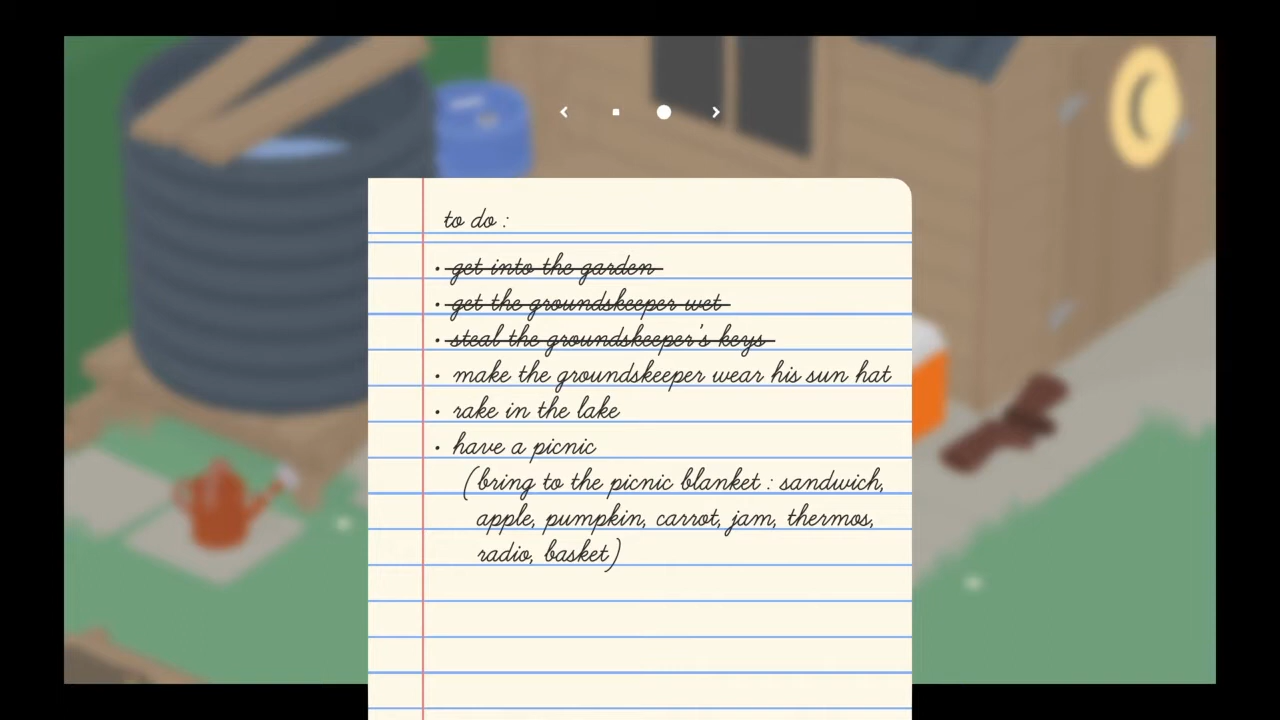 to do :
· get into the garden
· get the groundskeeper wet
· steal the groundskeeper's keys
· make the groundskeeper wear his sun hat
· rake in the lake
· have a picnic
(bring to the picnic blanket : sandwich,
apple, pumpkin, carrot, jam, thermos,
radio, basket)